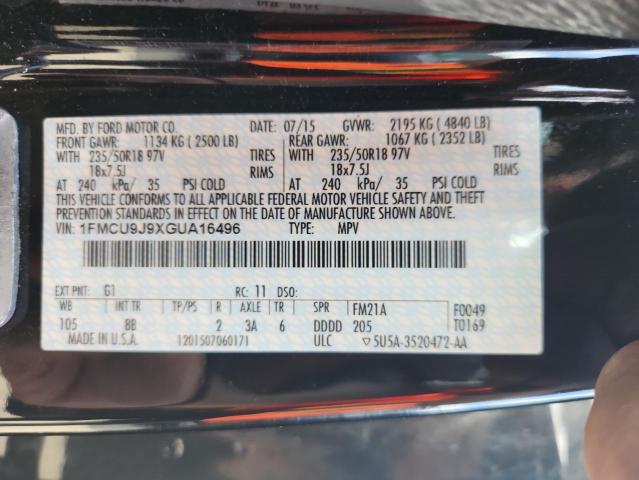 MFD. BY FORD MOTOR CO. DATE: 07/15 GVWR: 2195 KG ( 4840 LB)
FRONT GAWR: 1134 KG ( 2500 LB) REAR GAWR: 1067 KG ( 2352 LB)
WITH 235/50R18 97V TIRES WITH 235/50R18 97V TIRES
18x7.5J RIMS 18x7.5J RIMS
AT 240 kPa/ 35 PSI COLD AT 240 kPa/ 35 PSI COLD
THIS VEHICLE CONFORMS TO ALL APPLICABLE FEDERAL MOTOR VEHICLE SAFETY AND THEFT
PREVENTION STANDARDS IN EFFECT ON THE DATE OF MANUFACTURE SHOWN ABOVE.
VIN: 1FMCU9J9XGUA16496 TYPE: MPV
EXT PNT: G1 RC: 11 DSO:
WB INT TR TP/PS R AXLE TR SPR FM21A F0049
105 8B 2 3A 6 DDDD 205 T0169
MADE IN U.S.A. 1201507060171 ULC ▽5U5A-3520472-AA